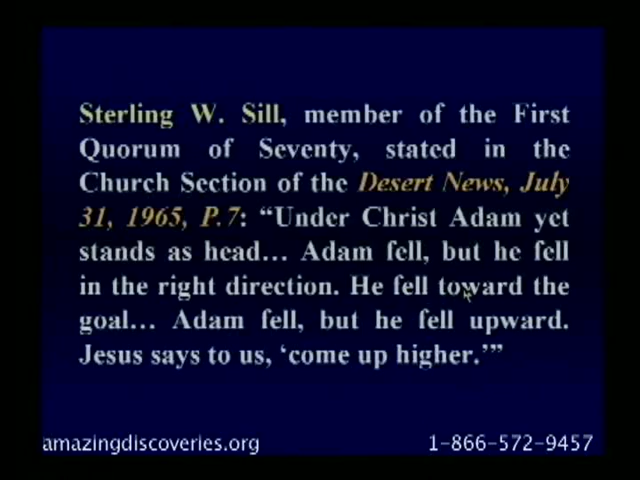 Sterling W. Sill, member of the First
Quorum of Seventy, stated in the
Church Section of the Desert News, July
31, 1965, P.7: “Under Christ Adam yet
stands as head... Adam fell, but he fell
in the right direction. He fell toward the
goal... Adam fell, but he fell upward.
Jesus says to us, ‘come up higher.’”
amazingdiscoveries.org 1-866-572-9457